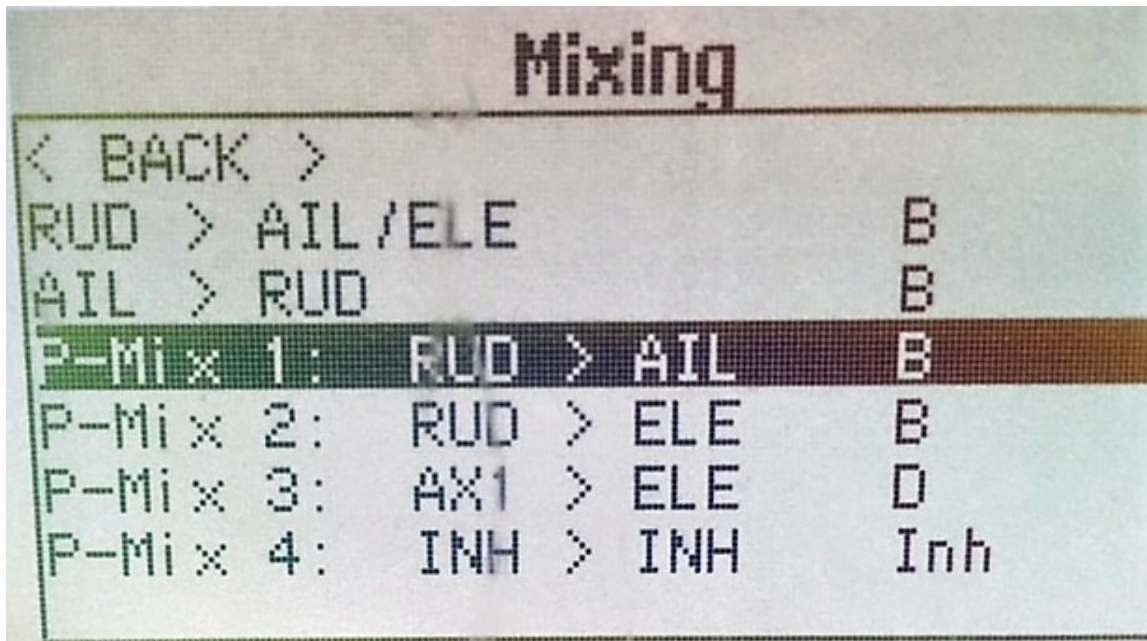 Mixing
< BACK >
RUD > AIL/ELE B
AIL > RUD B
P-Mix 1: RUD > AIL B
P-Mix 2: RUD > ELE B
P-Mix 3: AX1 > ELE D
P-Mix 4: INH > INH Inh